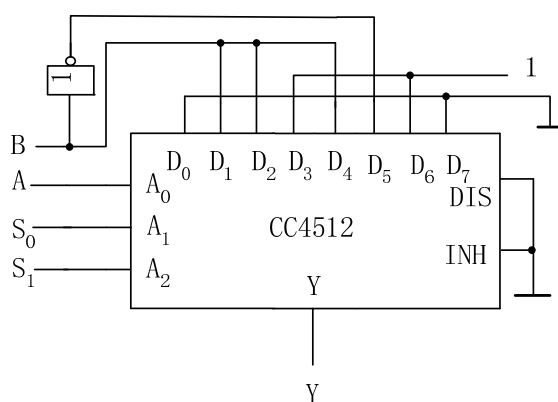 1
1
B
D₀ D₁ D₂ D₃ D₄ D₅ D₆ D₇
A
A₀
DIS
S₀
A₁
CC4512
INH
S₁
A₂
Y
Y